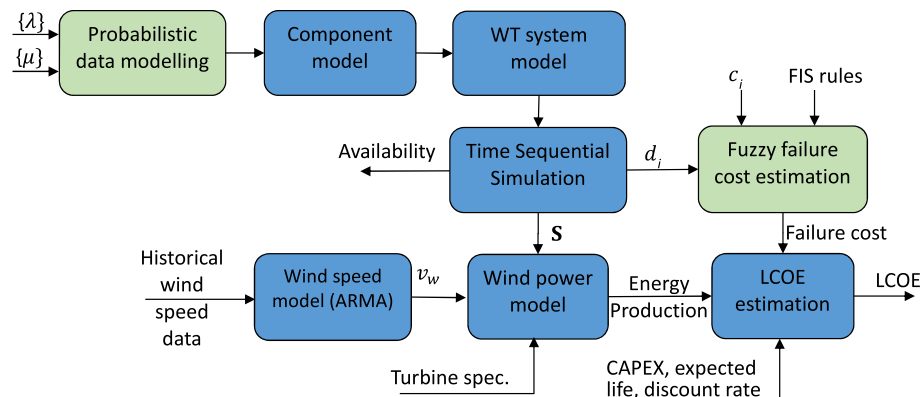 {λ}
{μ}
Probabilistic
data modelling
Component
model
WT system
model
c_i
FIS rules
Availability
Time Sequential
Simulation
d_i
Fuzzy failure
cost estimation
S
Failure cost
Historical
wind
speed
data
Wind speed
model (ARMA)
v_w
Wind power
model
Energy
Production
LCOE
estimation
LCOE
Turbine spec.
CAPEX, expected
life, discount rate